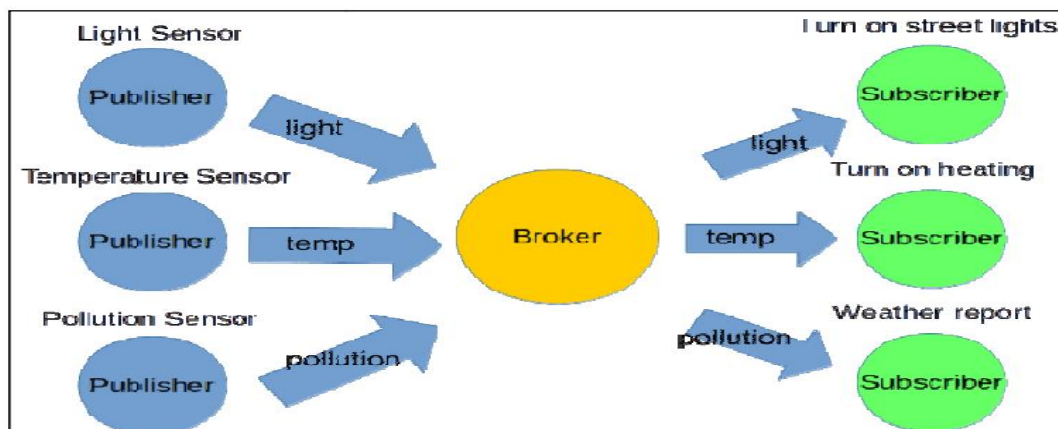 Light Sensor
Publisher
light
Temperature Sensor
Publisher
temp
Pollution Sensor
Publisher
pollution
Broker
Turn on street lights
light
Subscriber
Turn on heating
temp
Subscriber
Weather report
pollution
Subscriber